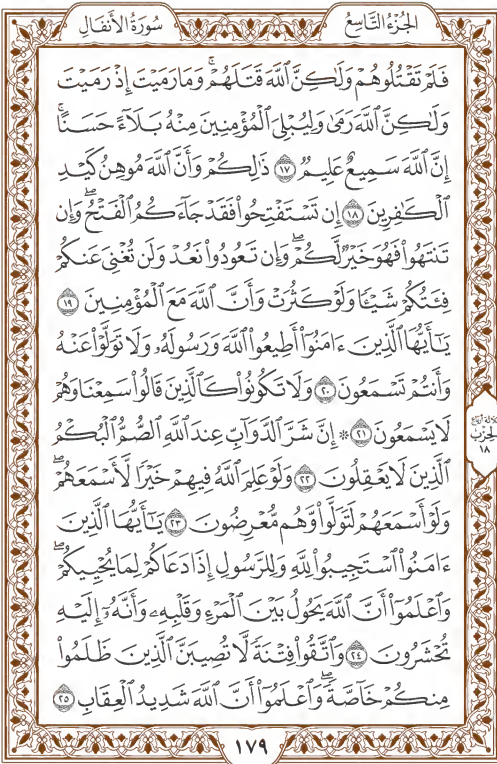 سُورَةُ الأَنفَالِ
الجُزْءُ التَّاسِعُ
فَلَمْ تَقْتُلُوهُمْ وَلَٰكِنَّ ٱللَّهَ قَتَلَهُمْ ۚ وَمَا رَمَيْتَ إِذْ رَمَيْتَ
وَلَٰكِنَّ ٱللَّهَ رَمَىٰ وَلِيُبْلِىَ ٱلْمُؤْمِنِينَ مِنْهُ بَلَآءً حَسَنًا ۚ
إِنَّ ٱللَّهَ سَمِيعٌ عَلِيمٌ ١٧ ذَٰلِكُمْ وَأَنَّ ٱللَّهَ مُوهِنُ كَيْدِ
ٱلْكَٰفِرِينَ ١٨ إِن تَسْتَفْتِحُوا۟ فَقَدْ جَآءَكُمُ ٱلْفَتْحُ ۖ وَإِن
تَنتَهُوا۟ فَهُوَ خَيْرٌ لَّكُمْ ۖ وَإِن تَعُودُوا۟ نَعُدْ وَلَن تُغْنِىَ عَنكُمْ
فِئَتُكُمْ شَيْـًٔا وَلَوْ كَثُرَتْ وَأَنَّ ٱللَّهَ مَعَ ٱلْمُؤْمِنِينَ ١٩
يَٰٓأَيُّهَا ٱلَّذِينَ ءَامَنُوٓا۟ أَطِيعُوا۟ ٱللَّهَ وَرَسُولَهُۥ وَلَا تَوَلَّوْا۟ عَنْهُ
وَأَنتُمْ تَسْمَعُونَ ٢٠ وَلَا تَكُونُوا۟ كَٱلَّذِينَ قَالُوا۟ سَمِعْنَا وَهُمْ
لَا يَسْمَعُونَ ٢١ ۞ إِنَّ شَرَّ ٱلدَّوَآبِّ عِندَ ٱللَّهِ ٱلصُّمُّ ٱلْبُكْمُ
ٱلَّذِينَ لَا يَعْقِلُونَ ٢٢ وَلَوْ عَلِمَ ٱللَّهُ فِيهِمْ خَيْرًا لَّأَسْمَعَهُمْ ۖ
وَلَوْ أَسْمَعَهُمْ لَتَوَلَّوا۟ وَّهُم مُّعْرِضُونَ ٢٣ يَٰٓأَيُّهَا ٱلَّذِينَ
ءَامَنُوا۟ ٱسْتَجِيبُوا۟ لِلَّهِ وَلِلرَّسُولِ إِذَا دَعَاكُمْ لِمَا يُحْيِيكُمْ ۖ
وَٱعْلَمُوٓا۟ أَنَّ ٱللَّهَ يَحُولُ بَيْنَ ٱلْمَرْءِ وَقَلْبِهِۦ وَأَنَّهُۥٓ إِلَيْهِ
تُحْشَرُونَ ٢٤ وَٱتَّقُوا۟ فِتْنَةً لَّا تُصِيبَنَّ ٱلَّذِينَ ظَلَمُوا۟
مِنكُمْ خَآصَّةً ۖ وَٱعْلَمُوٓا۟ أَنَّ ٱللَّهَ شَدِيدُ ٱلْعِقَابِ ٢٥
ثلاثة أرباع
الحزب
١٨
١٧٩